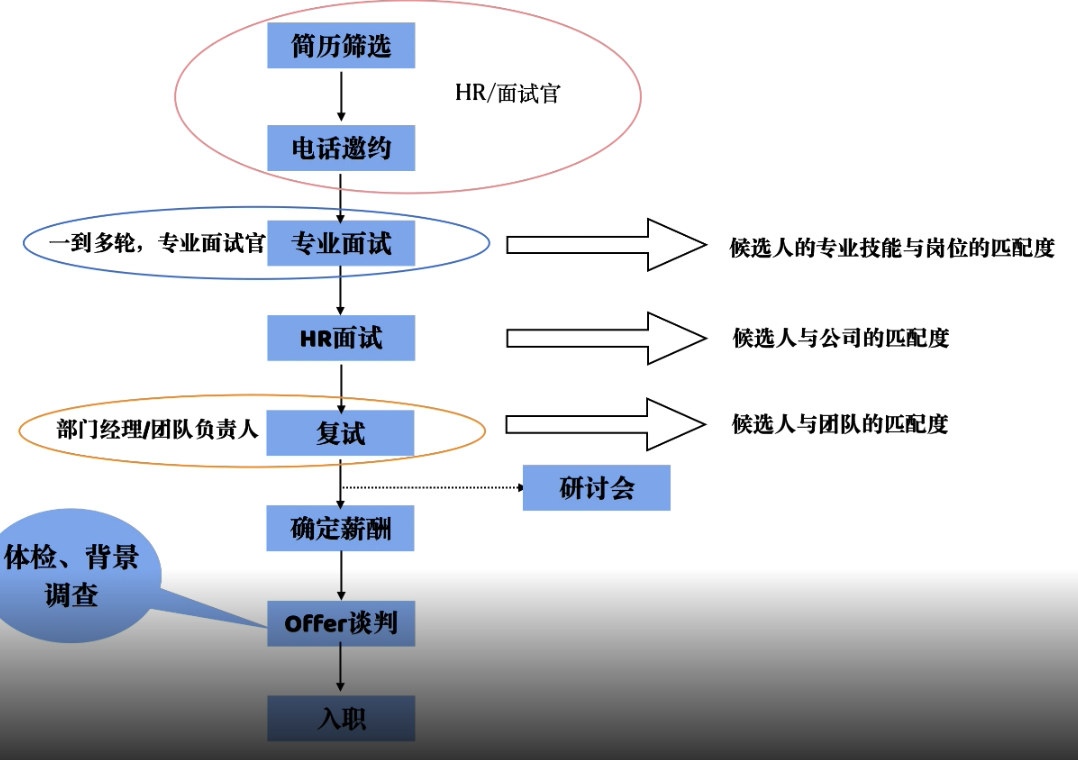 简历筛选
HR/面试官
电话邀约
一到多轮，专业面试官
专业面试
候选人的专业技能与岗位的匹配度
HR面试
候选人与公司的匹配度
部门经理/团队负责人
复试
候选人与团队的匹配度
研讨会
确定薪酬
体检、背景
调查
Offer谈判
入职